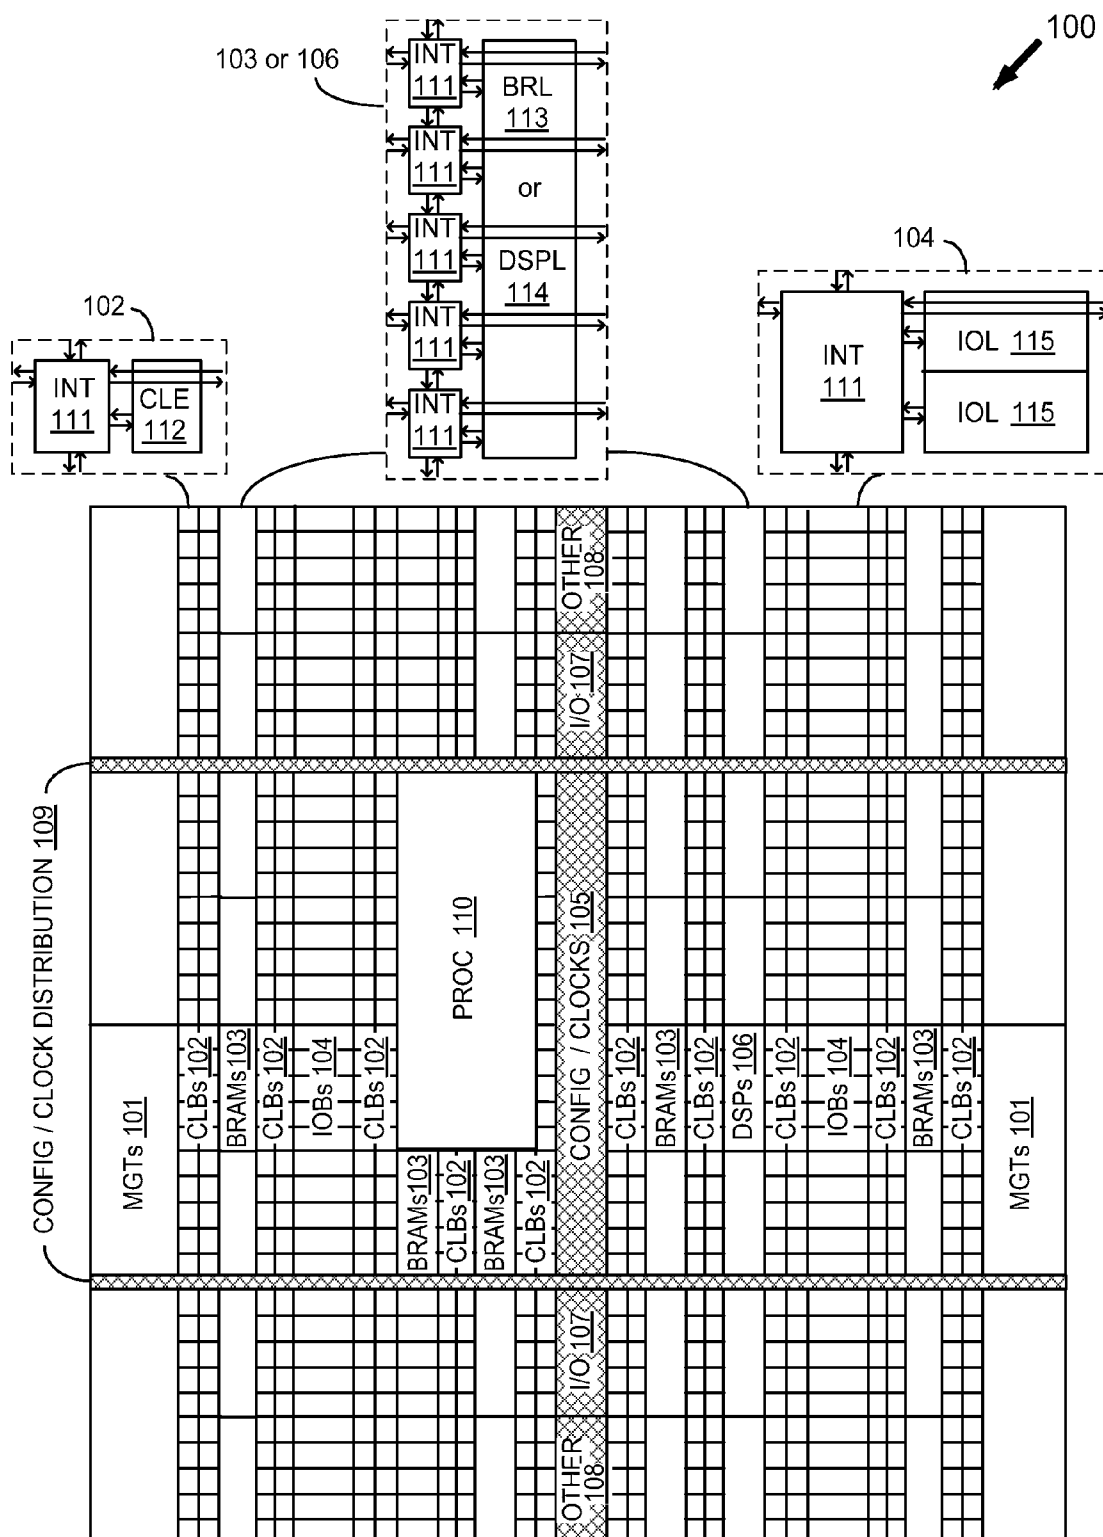 100
103 or 106
INT
111
INT
111
INT
111
INT
111
INT
111
BRL
113
or
DSPL
114
104
INT
111
IOL 115
IOL 115
102
INT
111
CLE
112
OTHER
108
I/O 107
CONFIG / CLOCK DISTRIBUTION 109
PROC 110
CONFIG / CLOCKS 105
MGTs 101
CLBs 102
BRAMs 103
CLBs 102
IOBs 104
CLBs 102
BRAMs 103
CLBs 102
BRAMs 103
CLBs 102
CLBs 102
BRAMs 103
CLBs 102
DSPs 106
CLBs 102
IOBs 104
CLBs 102
BRAMs 103
CLBs 102
MGTs 101
I/O 107
OTHER
108